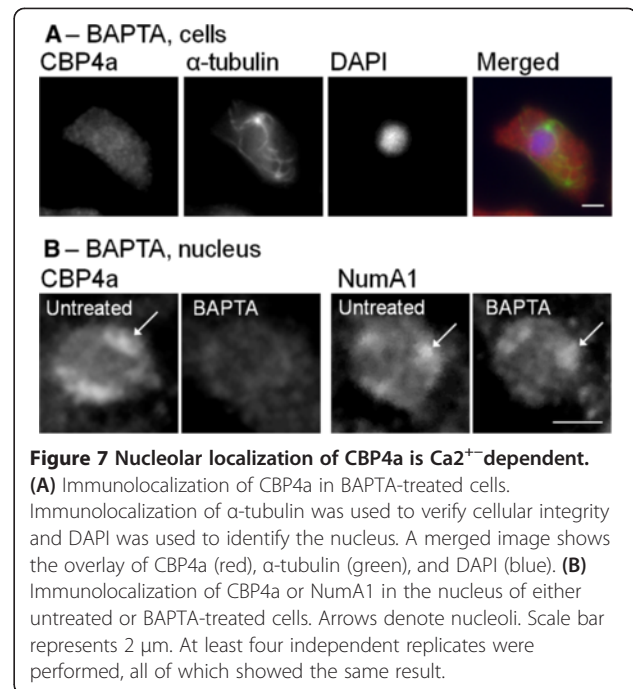 A – BAPTA, cells
CBP4a α-tubulin DAPI Merged
B – BAPTA, nucleus
CBP4a NumA1
Untreated BAPTA Untreated BAPTA
Figure 7 Nucleolar localization of CBP4a is Ca2⁺⁻dependent.
(A) Immunolocalization of CBP4a in BAPTA-treated cells.
Immunolocalization of α-tubulin was used to verify cellular integrity
and DAPI was used to identify the nucleus. A merged image shows
the overlay of CBP4a (red), α-tubulin (green), and DAPI (blue). (B)
Immunolocalization of CBP4a or NumA1 in the nucleus of either
untreated or BAPTA-treated cells. Arrows denote nucleoli. Scale bar
represents 2 μm. At least four independent replicates were
performed, all of which showed the same result.